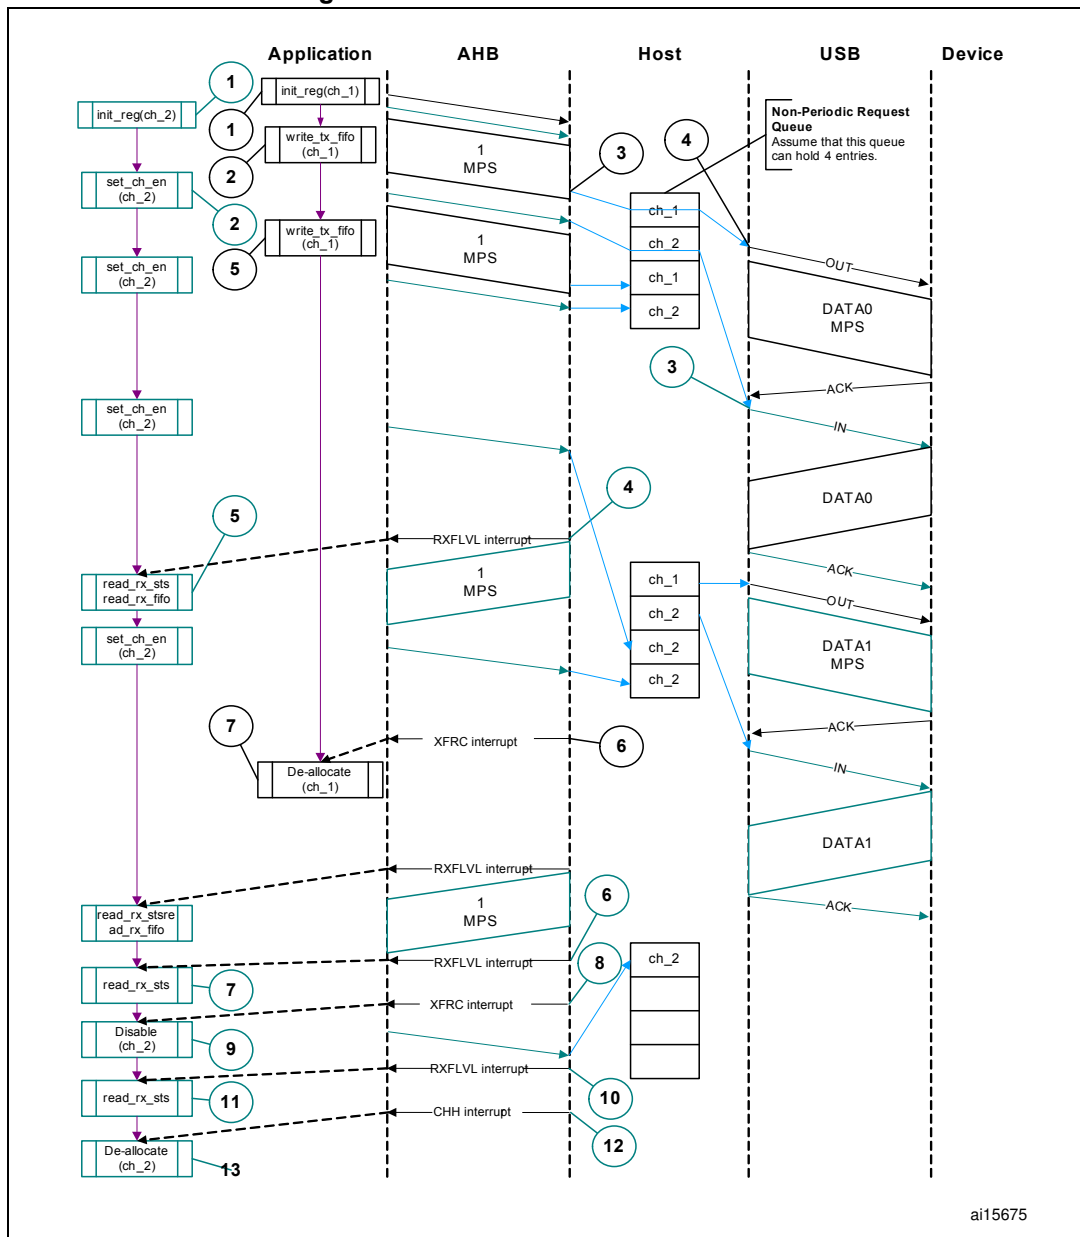 g
Application AHB Host USB Device
1
init_reg(ch_1)
init_reg(ch_2)
1
Non-Periodic Request
Queue
Assume that this queue
can hold 4 entries.
write_tx_fifo
(ch_1)
1
MPS
3
4
2
set_ch_en
(ch_2)
2
ch_1
write_tx_fifo
(ch_1)
1
MPS
ch_2
5
set_ch_en
(ch_2)
ch_1
OUT
ch_2
DATA0
MPS
3
ACK
set_ch_en
(ch_2)
IN
4
DATA0
5
RXFLVL interrupt
ACK
read_rx_sts
read_rx_fifo
1
MPS
ch_1
OUT
ch_2
set_ch_en
(ch_2)
ch_2
DATA1
MPS
ch_2
7
XFRC interrupt
6
ACK
De-allocate
(ch_1)
IN
DATA1
RXFLVL interrupt
6
read_rx_stsre
ad_rx_fifo
1
MPS
ACK
RXFLVL interrupt
8
ch_2
read_rx_sts
7
XFRC interrupt
Disable
(ch_2)
9
RXFLVL interrupt
10
read_rx_sts
11
CHH interrupt
12
De-allocate
(ch_2)
13
ai15675